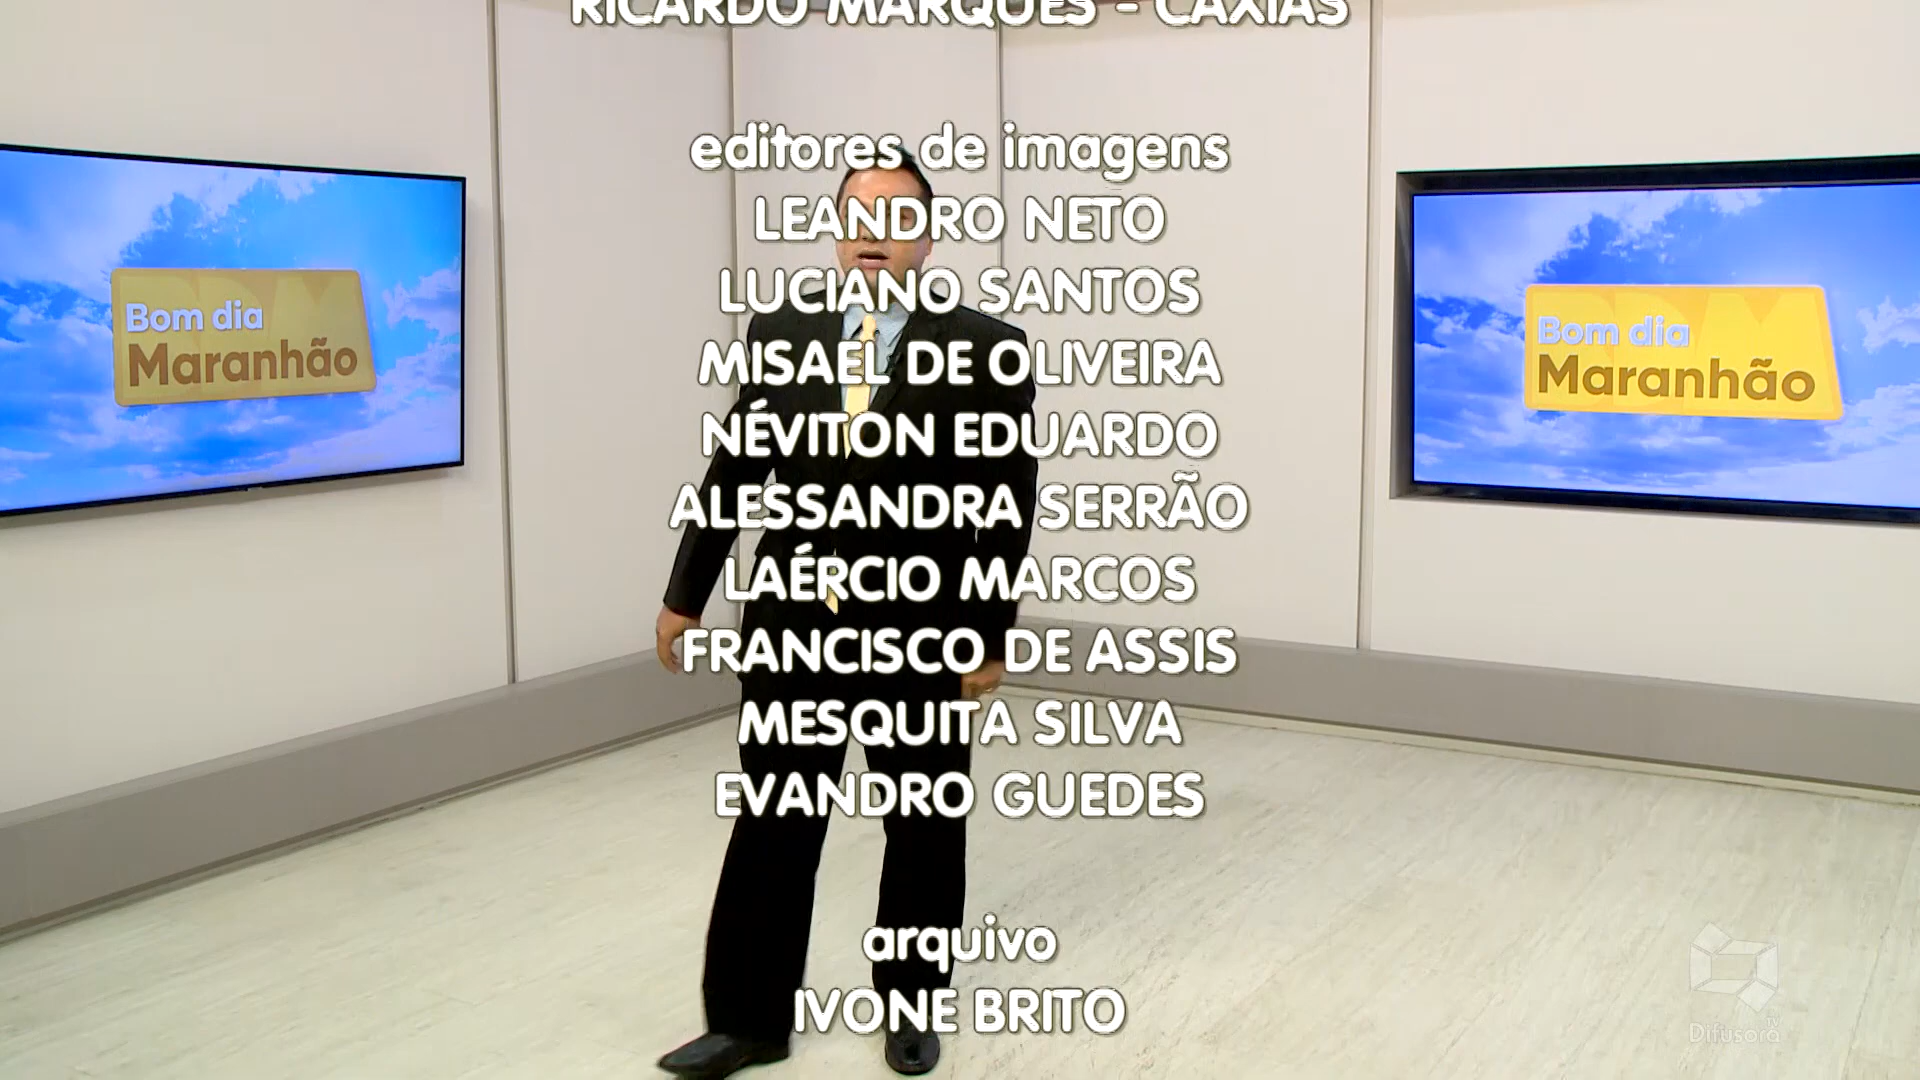 RICARDO MARQUES - CAXIAS
editores de imagens
LEANDRO NETO
LUCIANO SANTOS
MISAEL DE OLIVEIRA
NÉVITON EDUARDO
ALESSANDRA SERRÃO
LAÉRCIO MARCOS
FRANCISCO DE ASSIS
MESQUITA SILVA
EVANDRO GUEDES
arquivo
IVONE BRITO
Bom dia
Maranhão
Bom dia
Maranhão
TV
Difusora